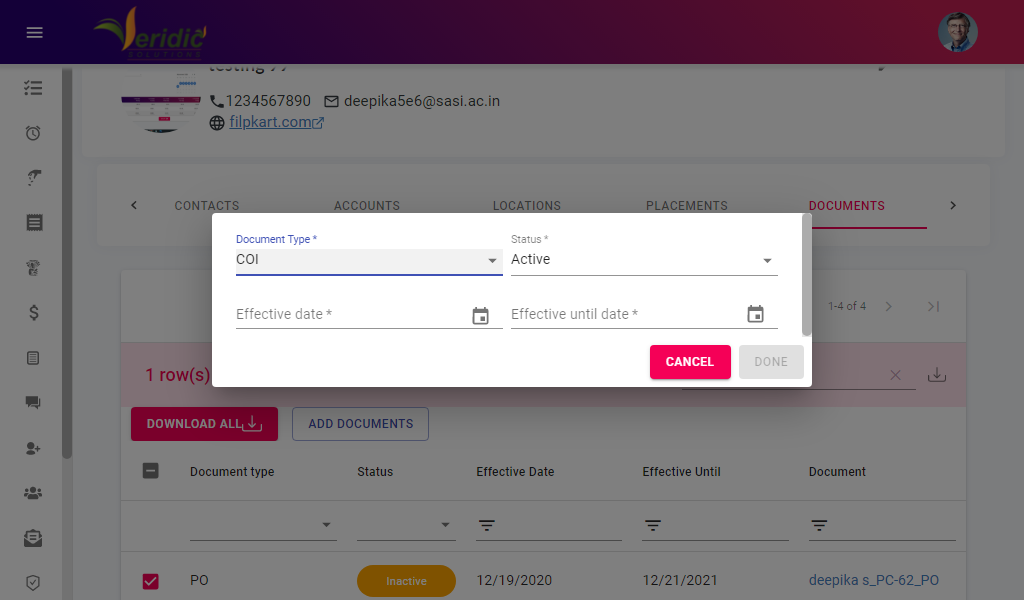 eridic
SOLUTIONS
testing 99
1234567890 deepika5e6@sasi.ac.in
filpkart.com
CONTACTS ACCOUNTS LOCATIONS PLACEMENTS DOCUMENTS
Document Type * Status *
COI Active
Effective date * Effective until date *
1-4 of 4
CANCEL DONE
1 row(s)
DOWNLOAD ALL ADD DOCUMENTS
Document type Status Effective Date Effective Until Document
PO Inactive 12/19/2020 12/21/2021 deepika s_PC-62_PO